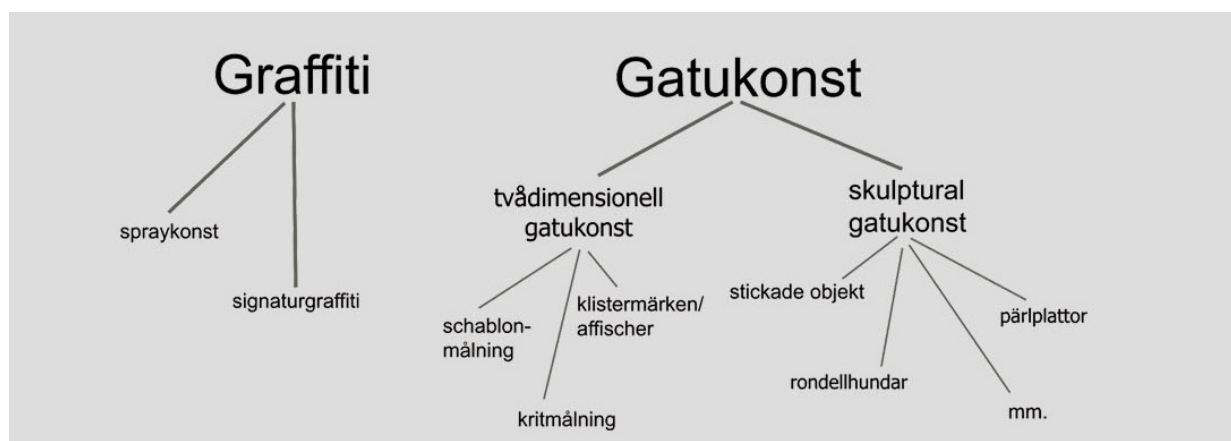 Graffiti
Gatukonst
spraykonst
signaturgraffiti
tvådimensionell
gatukonst
schablon-
målning
kritmålning
klistermärken/
affischer
skulptural
gatukonst
stickade objekt
rondellhundar
mm.
pärlplattor